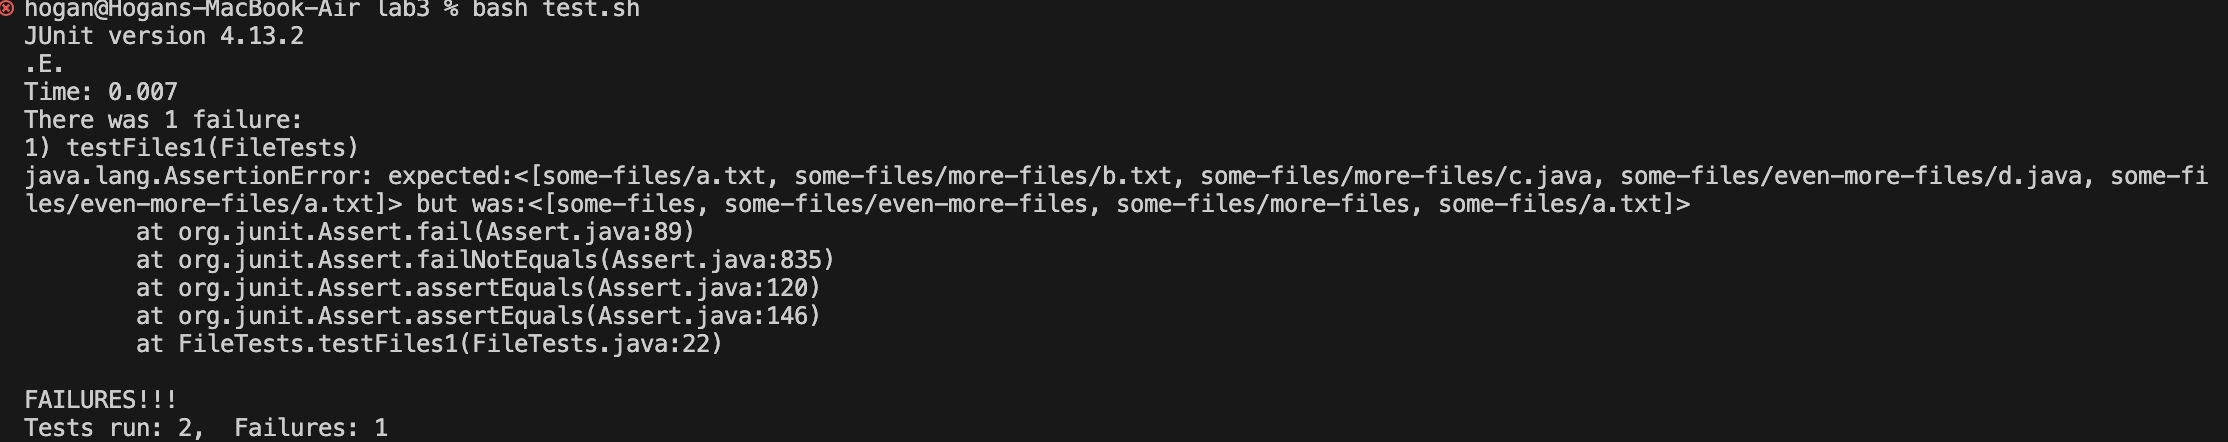 hogan@Hogans-MacBook-Air lab3 % bash test.sh
JUnit version 4.13.2
.E.
Time: 0.007
There was 1 failure:
1) testFiles1(FileTests)
java.lang.AssertionError: expected:<[some-files/a.txt, some-files/more-files/b.txt, some-files/more-files/c.java, some-files/even-more-files/d.java, some-fi
les/even-more-files/a.txt]> but was:<[some-files, some-files/even-more-files, some-files/more-files, some-files/a.txt]>
        at org.junit.Assert.fail(Assert.java:89)
        at org.junit.Assert.failNotEquals(Assert.java:835)
        at org.junit.Assert.assertEquals(Assert.java:120)
        at org.junit.Assert.assertEquals(Assert.java:146)
        at FileTests.testFiles1(FileTests.java:22)

FAILURES!!!
Tests run: 2,  Failures: 1